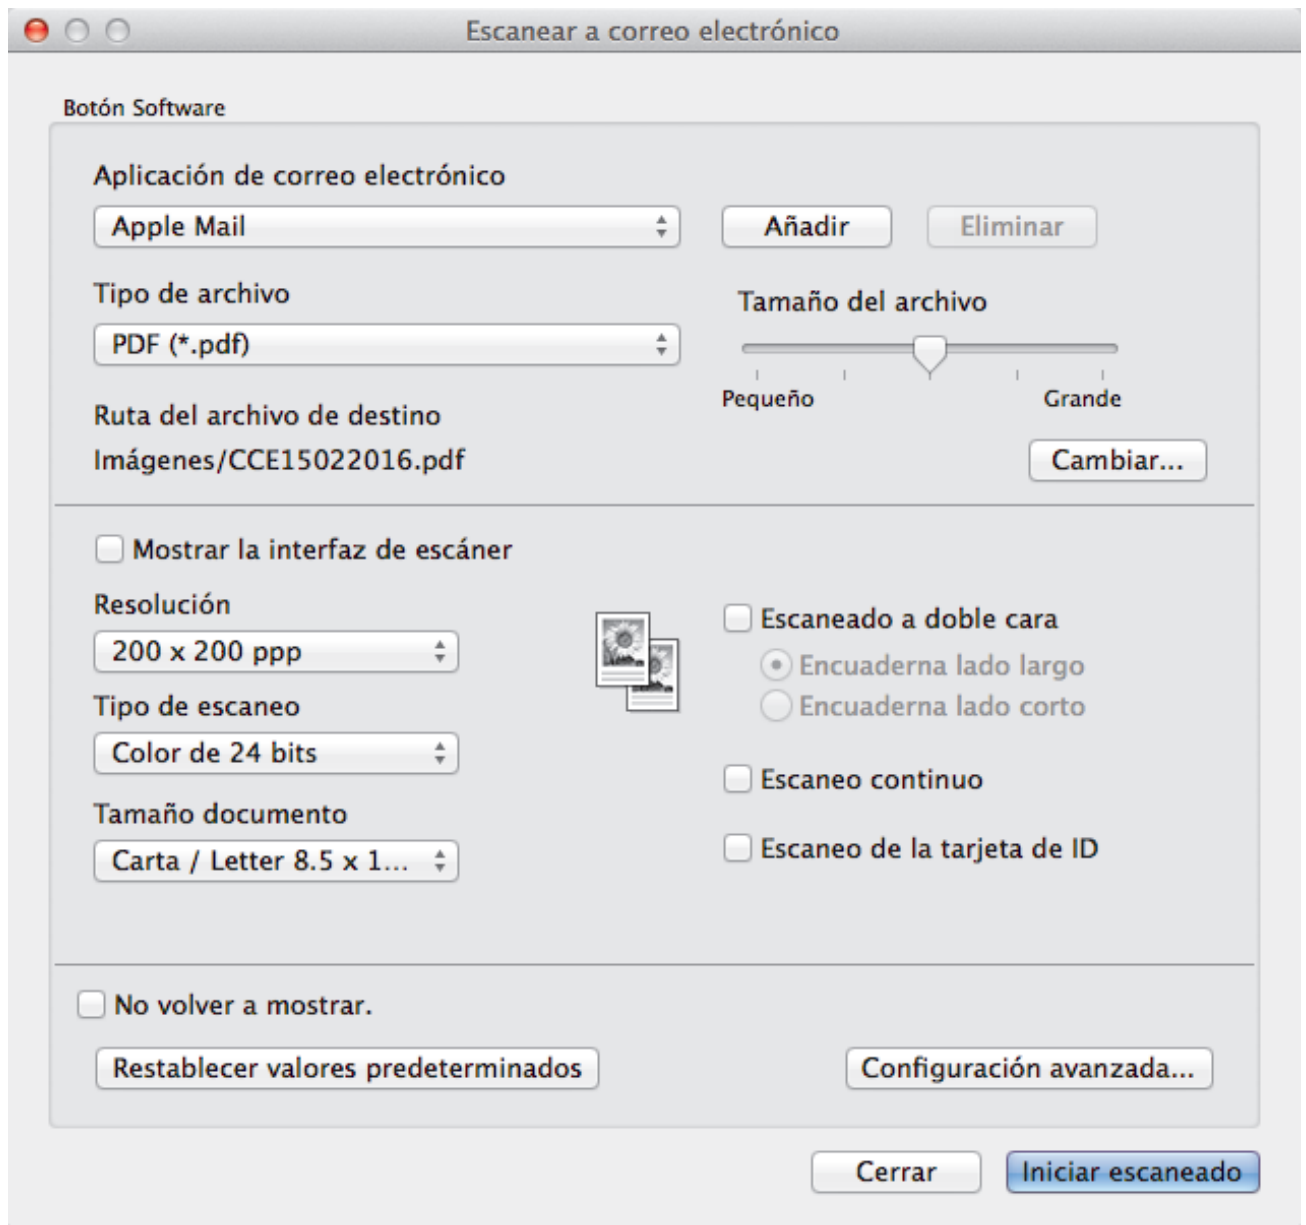 Escanear a correo electrónico
Botón Software
Aplicación de correo electrónico
Apple Mail
Añadir
Eliminar
Tipo de archivo
Tamaño del archivo
PDF (*.pdf)
Pequeño
Grande
Ruta del archivo de destino
Imágenes/CCE15022016.pdf
Cambiar...
Mostrar la interfaz de escáner
Resolución
Escaneado a doble cara
200 x 200 ppp
Encuaderna lado largo
Tipo de escaneo
Encuaderna lado corto
Color de 24 bits
Escaneo continuo
Tamaño documento
Carta / Letter 8.5 x 1...
Escaneo de la tarjeta de ID
No volver a mostrar.
Restablecer valores predeterminados
Configuración avanzada...
Cerrar
Iniciar escaneado